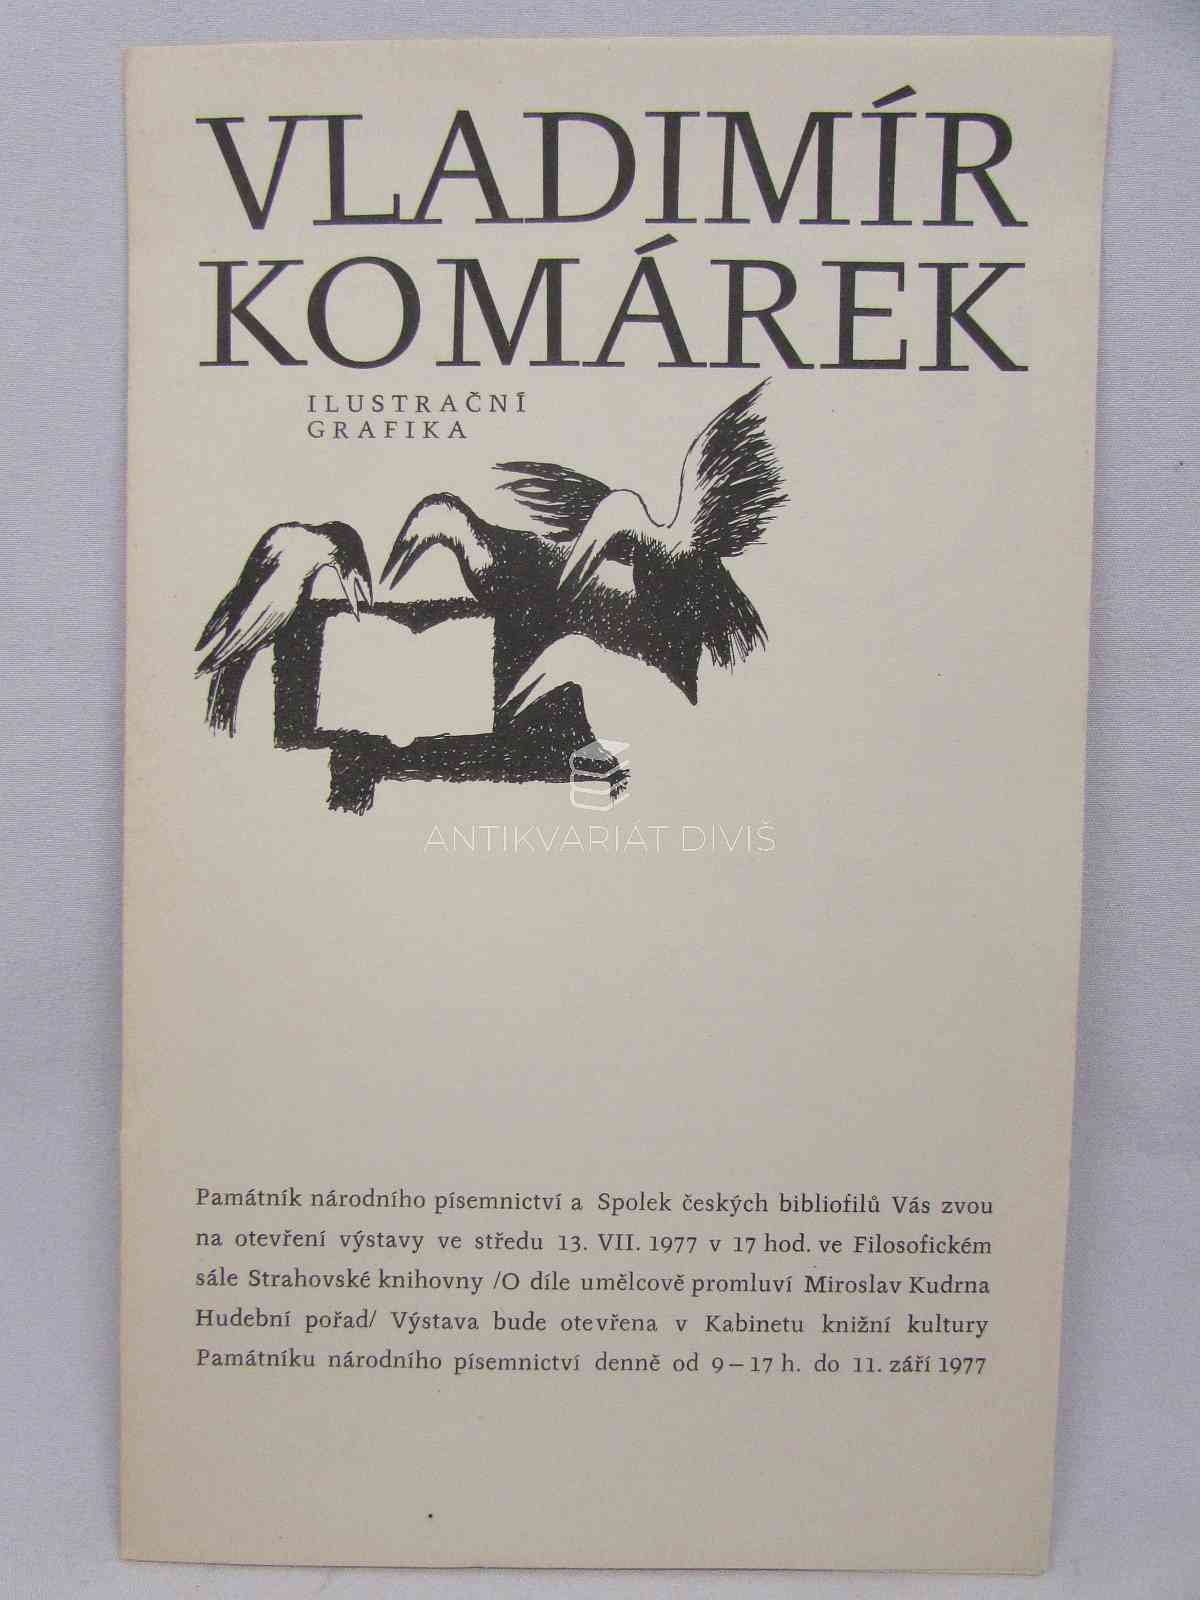 VLADIMÍR
KOMÁREK
ILUSTRAČNÍ
GRAFIKA
ANTIKVARIÁT DIVIŠ
Památník národního písemnictví a Spolek českých bibliofilů Vás zvou
na otevření výstavy ve středu 13. VII. 1977 v 17 hod. ve Filosofickém
sále Strahovské knihovny /O díle umělcově promluví Miroslav Kudrna
Hudební pořad/ Výstava bude otevřena v Kabinetu knižní kultury
Památníku národního písemnictví denně od 9–17 h. do 11. září 1977